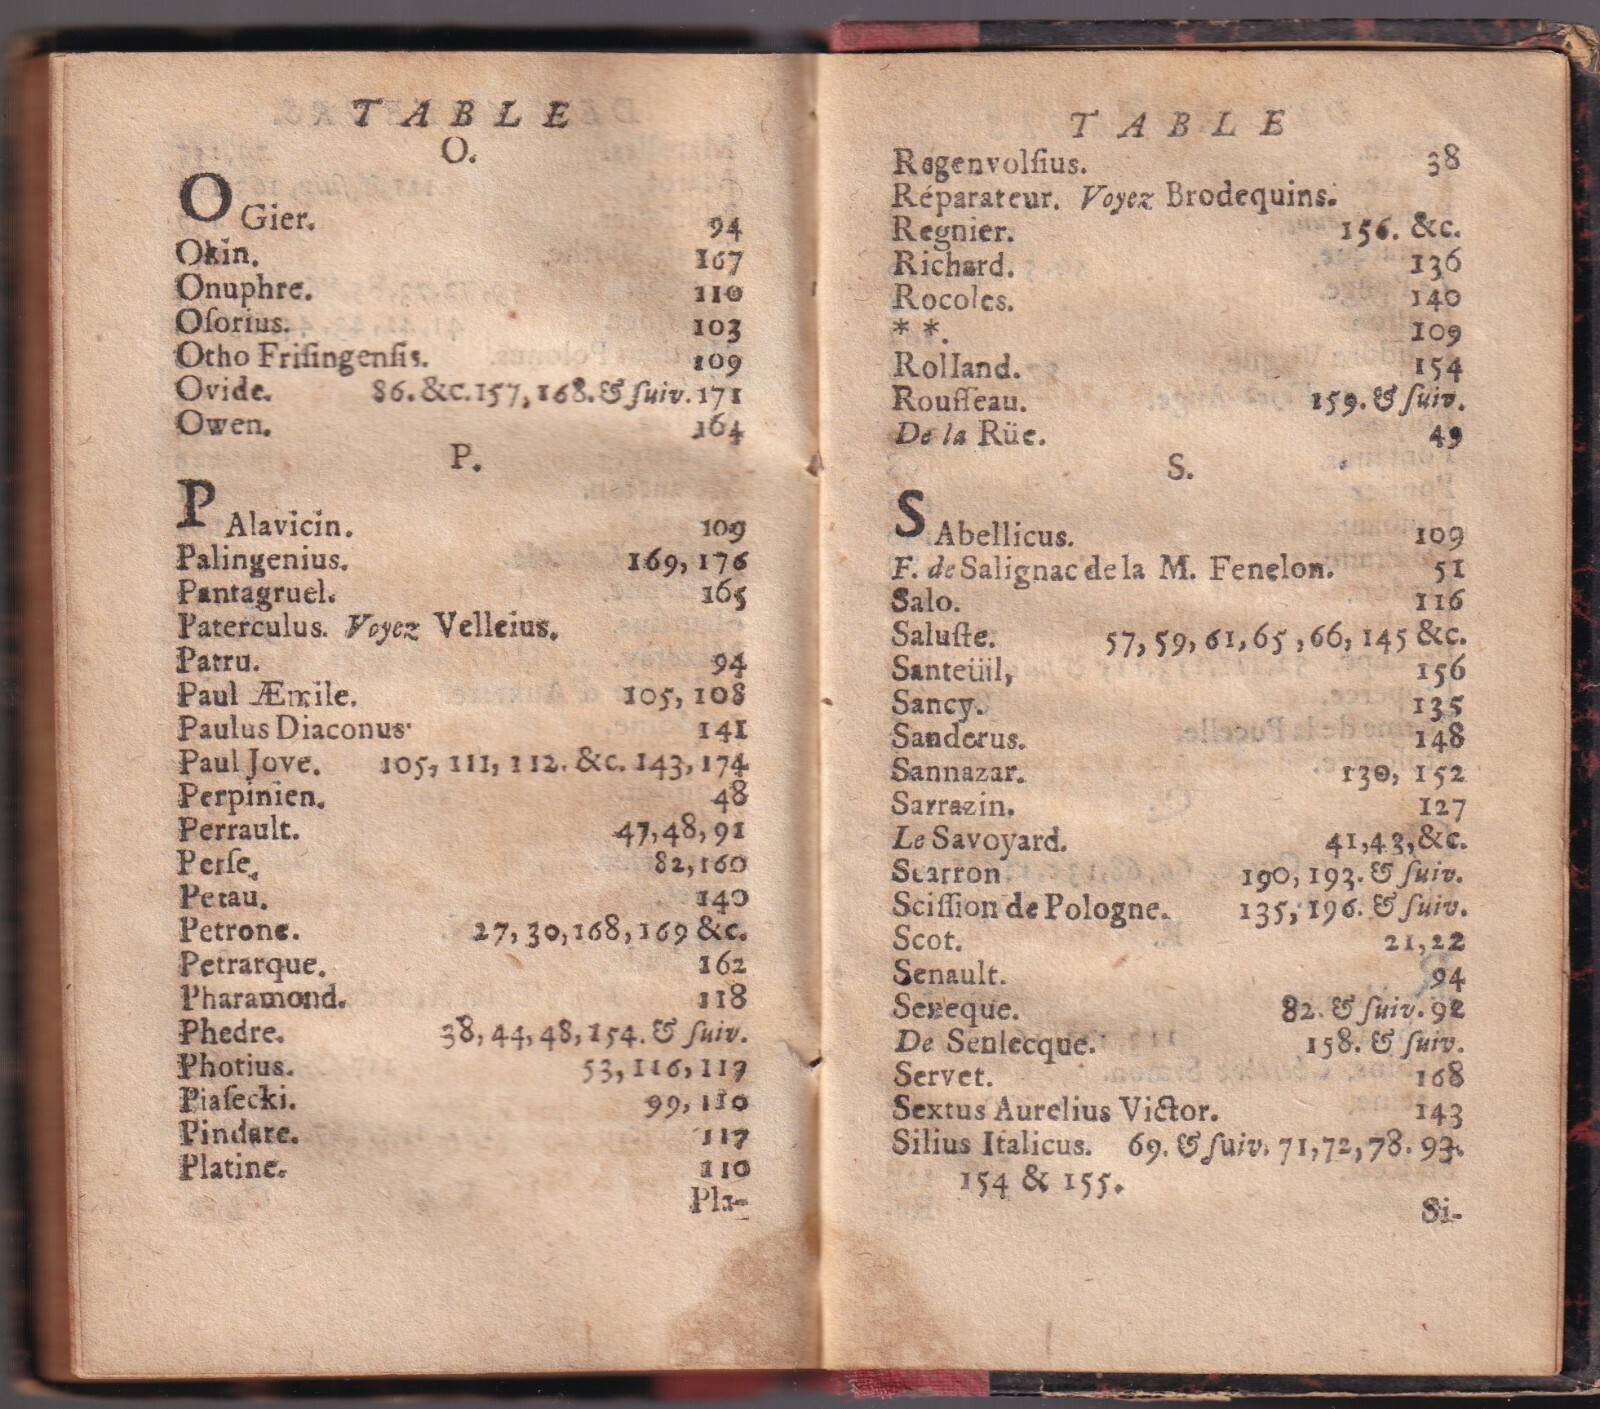 TABLE
O.
OGier. 94
Okin. 167
Onuphre. 110
Oſorius. 103
Otho Friſingenſis. 109
Ovide. 86. &c. 157, 168. & ſuiv. 171
Owen. 164
P.
PAlavicin. 109
Palingenius. 169, 176
Pantagruel. 165
Paterculus. Voyez Velleius.
Patru. 94
Paul Æmile. 105, 108
Paulus Diaconus. 141
Paul Jove. 105, 111, 112. &c. 143, 174
Perpinien. 48
Perrault. 47, 48, 91
Perſe. 82, 160
Petau. 140
Petrone. 27, 30, 168, 169 &c.
Petrarque. 162
Pharamond. 118
Phedre. 38, 44, 48, 154. & ſuiv.
Photius. 53, 116, 117
Piaſecki. 99, 110
Pindare. 117
Platine. 110
Pla-
TABLE
Regenvolſius. 38
Réparateur. Voyez Brodequins.
Regnier. 156. &c.
Richard. 136
Rocoles. 140
* *. 109
Rolland. 154
Rouſſeau. 159. & ſuiv.
De la Rüe. 49
S.
SAbellicus. 109
F. de Salignac de la M. Fenelon. 51
Salo. 116
Saluſte. 57, 59, 61, 65, 66, 145 &c.
Santeüil, 156
Sancy. 135
Sanderus. 148
Sannazar. 130, 152
Sarrazin. 127
Le Savoyard. 41, 43, &c.
Scarron 190, 193. & ſuiv.
Sciſſion de Pologne. 135, 196. & ſuiv.
Scot. 21, 22
Senault. 94
Seneque. 82. & ſuiv. 92
De Senlecque. 158. & ſuiv.
Servet. 168
Sextus Aurelius Victor. 143
Silius Italicus. 69. & ſuiv. 71, 72, 78. 93.
154 & 155.
Si-